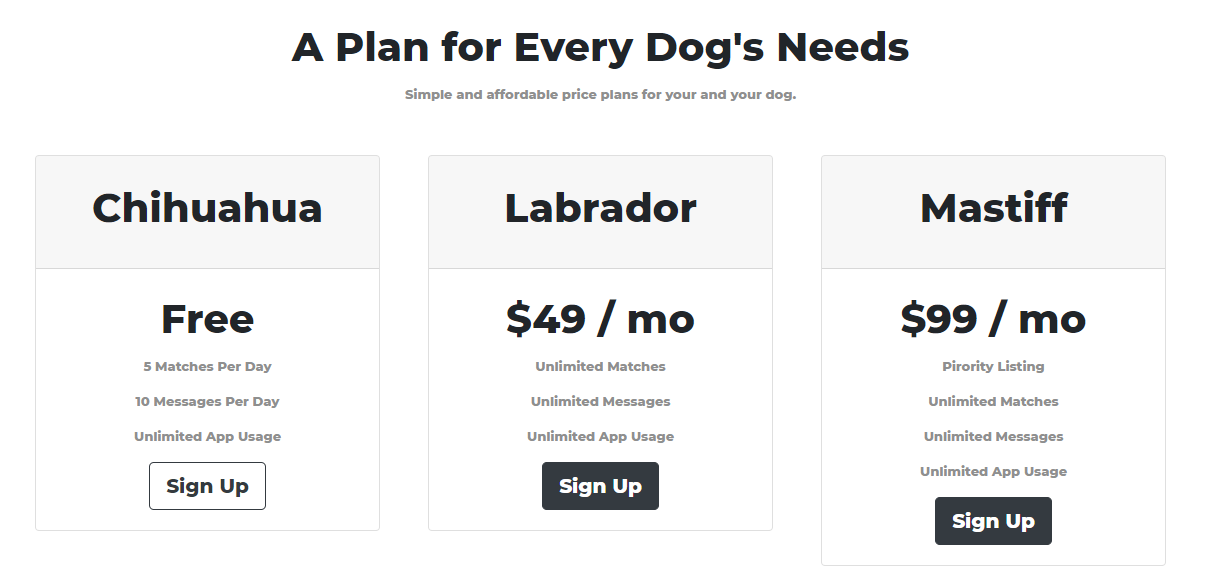 A Plan for Every Dog's Needs
Simple and affordable price plans for your and your dog.
Chihuahua
Free
5 Matches Per Day
10 Messages Per Day
Unlimited App Usage
Sign Up
Labrador
$49 / mo
Unlimited Matches
Unlimited Messages
Unlimited App Usage
Sign Up
Mastiff
$99 / mo
Pirority Listing
Unlimited Matches
Unlimited Messages
Unlimited App Usage
Sign Up